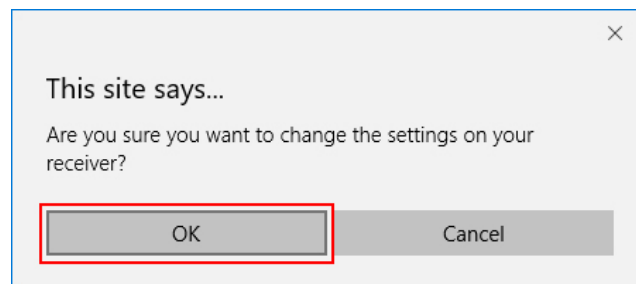 This site says...
Are you sure you want to change the settings on your
receiver?
OK
Cancel